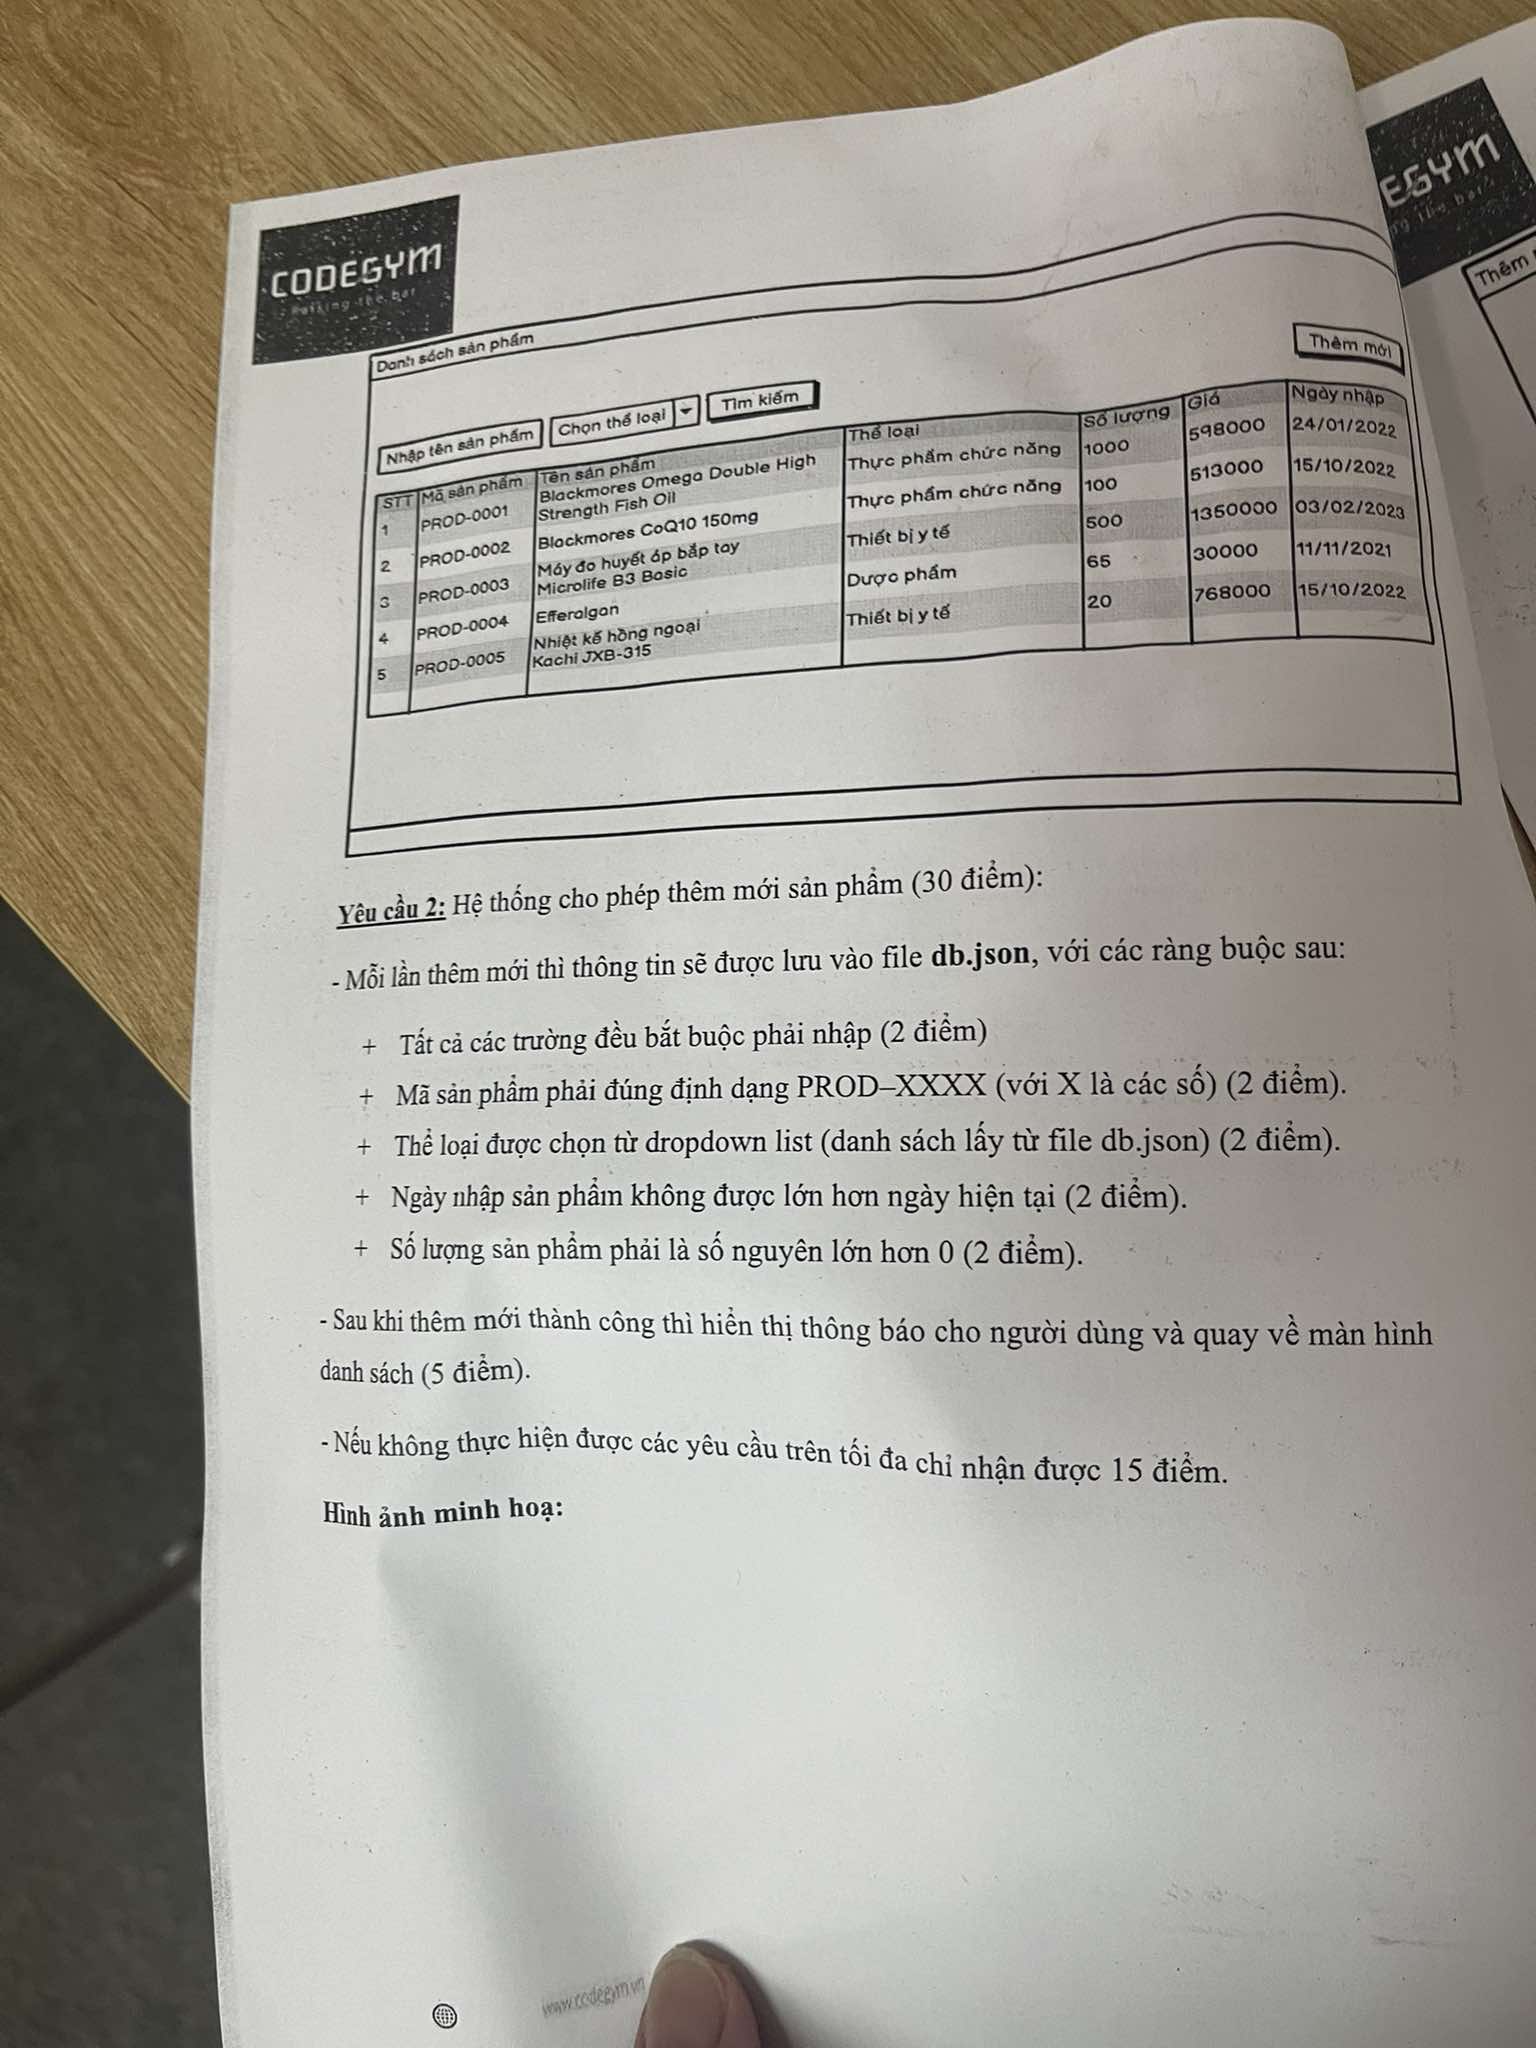 CODEGYM
Raising the bar
EGYM
Thêm
Danh sách sản phẩm
Thêm mới
Nhập tên sản phẩm Chọn thể loại Tìm kiếm
STT Mã sản phẩm Tên sản phẩm Thể loại Số lượng Giá Ngày nhập
1 PROD-0001 Blackmores Omega Double High Thực phẩm chức năng 1000 598000 24/01/2022
Strength Fish Oil
2 PROD-0002 Blackmores CoQ10 150mg Thực phẩm chức năng 100 513000 15/10/2022
3 PROD-0003 Máy đo huyết áp bắp tay Thiết bị y tế 500 1350000 03/02/2023
Microlife B3 Basic
4 PROD-0004 Efferalgan Dược phẩm 65 30000 11/11/2021
5 PROD-0005 Nhiệt kế hồng ngoại Thiết bị y tế 20 768000 15/10/2022
Kachi JXB-315
Yêu cầu 2: Hệ thống cho phép thêm mới sản phẩm (30 điểm):
- Mỗi lần thêm mới thì thông tin sẽ được lưu vào file db.json, với các ràng buộc sau:
+ Tất cả các trường đều bắt buộc phải nhập (2 điểm)
+ Mã sản phẩm phải đúng định dạng PROD–XXXX (với X là các số) (2 điểm).
+ Thể loại được chọn từ dropdown list (danh sách lấy từ file db.json) (2 điểm).
+ Ngày nhập sản phẩm không được lớn hơn ngày hiện tại (2 điểm).
+ Số lượng sản phẩm phải là số nguyên lớn hơn 0 (2 điểm).
- Sau khi thêm mới thành công thì hiển thị thông báo cho người dùng và quay về màn hình
danh sách (5 điểm).
- Nếu không thực hiện được các yêu cầu trên tối đa chỉ nhận được 15 điểm.
Hình ảnh minh hoạ:
www.codegym.vn